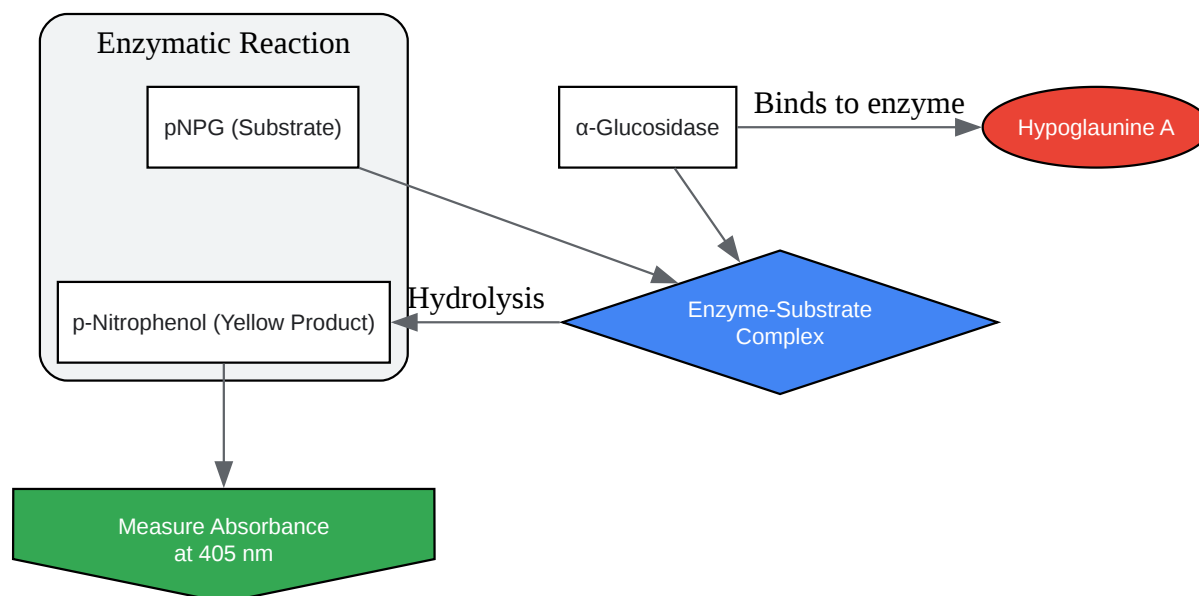 Enzymatic Reaction
pNPG (Substrate)
α-Glucosidase
Binds to enzyme
Hypoglaunine A
p-Nitrophenol (Yellow Product)
Hydrolysis
Enzyme-Substrate
Complex
Measure Absorbance
at 405 nm